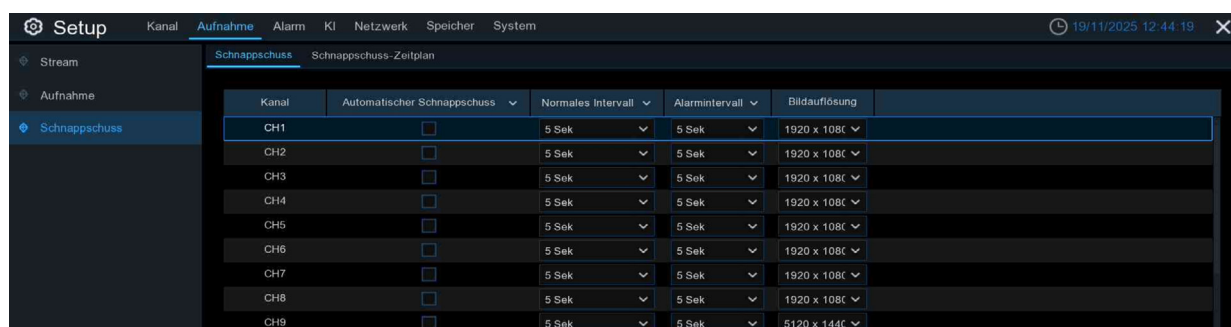 Setup Kanal Aufnahme Alarm KI Netzwerk Speicher System 19/11/2025 12:44:19
Stream
Aufnahme
Schnappschuss
Schnappschuss Schnappschuss-Zeitplan
Kanal Automatischer Schnappschuss Normales Intervall Alarmintervall Bildauflösung
CH1 5 Sek 5 Sek 1920 x 108(
CH2 5 Sek 5 Sek 1920 x 108(
CH3 5 Sek 5 Sek 1920 x 108(
CH4 5 Sek 5 Sek 1920 x 108(
CH5 5 Sek 5 Sek 1920 x 108(
CH6 5 Sek 5 Sek 1920 x 108(
CH7 5 Sek 5 Sek 1920 x 108(
CH8 5 Sek 5 Sek 1920 x 108(
CH9 5 Sek 5 Sek 5120 x 144(